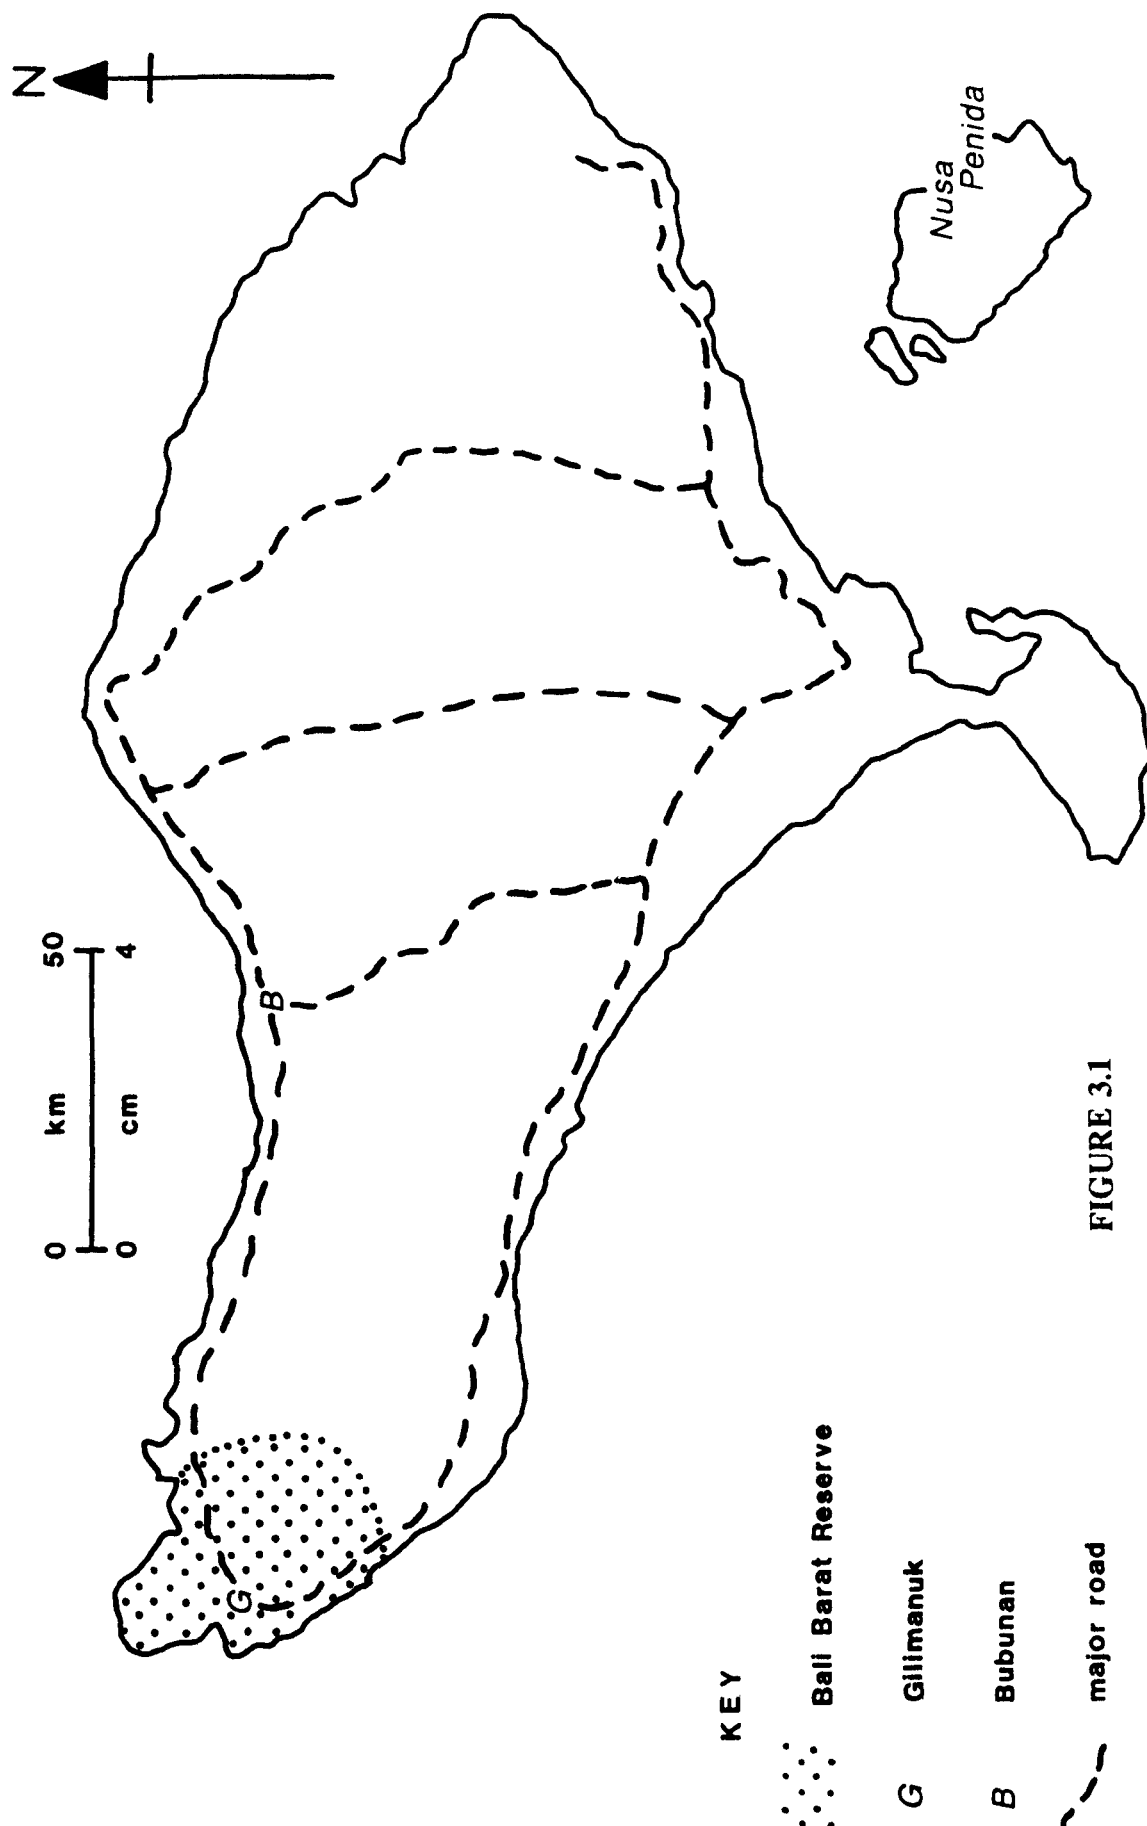 N
0 km 50
0 cm 4
B
G
Nusa
Penida
KEY
Bali Barat Reserve
G Gilimanuk
B Bubunan
major road
FIGURE 3.1